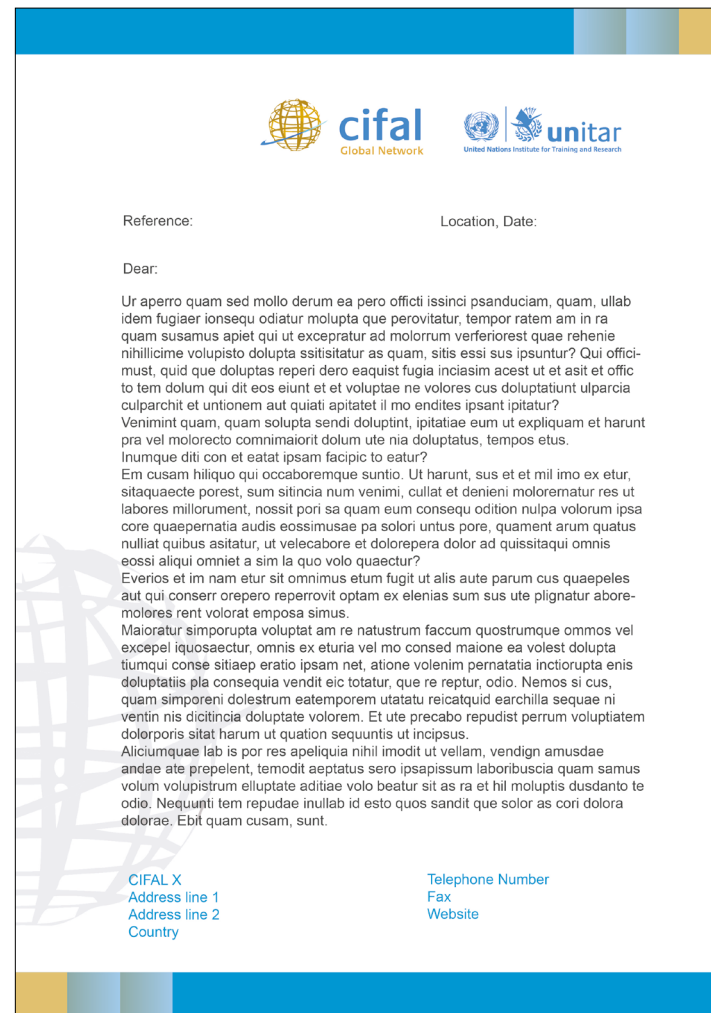 cifal
Global Network
unitar
United Nations Institute for Training and Research
Reference:
Location, Date:
Dear:
Ur aperro quam sed mollo derum ea pero officti issinci psanduciam, quam, ullab
idem fugiaer ionsequ odiatur molupta que perovitatur, tempor ratem am in ra
quam susamus apiet qui ut excepratur ad molorrum verferiorest quae rehenie
nihillicime volupisto dolupta ssitisitatur as quam, sitis essi sus ipsuntur? Qui offici-
must, quid que doluptas reperi dero eaquist fugia inciasim acest ut et asit et offic
to tem dolum qui dit eos eiunt et et voluptae ne volores cus doluptatiunt ulparcia
culparchit et untionem aut quiati apitatet il mo endites ipsant ipitatur?
Venimint quam, quam solupta sendi doluptint, ipitatiae eum ut expliquam et harunt
pra vel molorecto comnimaiorit dolum ute nia doluptatus, tempos etus.
Inumque diti con et eatat ipsam facipic to eatur?
Em cusam hiliquo qui occaboremque suntio. Ut harunt, sus et et mil imo ex etur,
sitaquaecte porest, sum sitincia num venimi, cullat et denieni molorernatur res ut
labores millorument, nossit pori sa quam eum consequ odition nulpa volorum ipsa
core quaepernatia audis eossimusae pa solori untus pore, quament arum quatus
nulliat quibus asitatur, ut velecabore et dolorepera dolor ad quissitaqui omnis
eossi aliqui omniet a sim la quo volo quaectur?
Everios et im nam etur sit omnimus etum fugit ut alis aute parum cus quaepeles
aut qui conserr orepero reperrovit optam ex elenias sum sus ute plignatur abore-
molores rent volorat emposa simus.
Maioratur simporupta voluptat am re natustrum faccum quostrumque ommos vel
excepel iquosaectur, omnis ex eturia vel mo consed maione ea volest dolupta
tiumqui conse sitiaep eratio ipsam net, atione volenim pernatatia inctiorupta enis
doluptatiis pla consequia vendit eic totatur, que re reptur, odio. Nemos si cus,
quam simporeni dolestrum eatemporem utatatu reicatquid earchilla sequae ni
ventin nis dicitincia doluptate volorem. Et ute precabo repudist perrum voluptiatem
dolorporis sitat harum ut quation sequuntis ut incipsus.
Aliciumquae lab is por res apeliquia nihil imodit ut vellam, vendign amusdae
andae ate prepelent, temodit aeptatus sero ipsapissum laboribuscia quam samus
volum volupistrum elluptate aditiae volo beatur sit as ra et hil moluptis dusdanto te
odio. Nequunti tem repudae inullab id esto quos sandit que solor as cori dolora
dolorae. Ebit quam cusam, sunt.
CIFAL X
Address line 1
Address line 2
Country
Telephone Number
Fax
Website